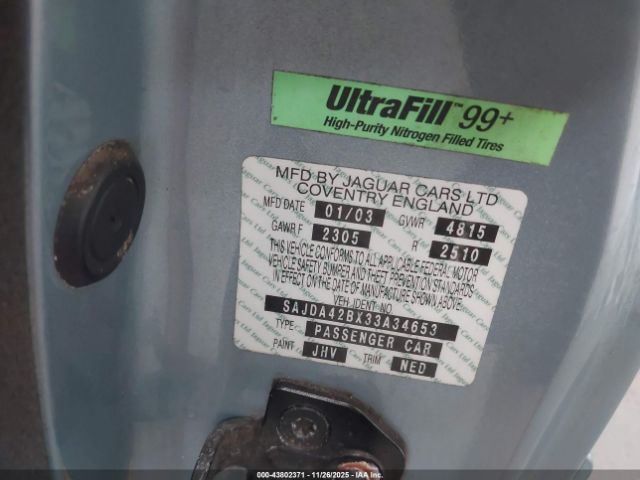 UltraFill™ 99+
High-Purity Nitrogen Filled Tires
MFD BY JAGUAR CARS LTD
COVENTRY ENGLAND
MFD DATE 01/03 GVWR 4815
GAWR.F 2305 R 2510
THIS VEHICLE CONFORMS TO ALL APPLICABLE FEDERAL MOTOR
VEHICLE SAFETY BUMPER AND THEFT PREVENTION STANDARDS
IN EFFECT ON THE DATE OF MANUFACTURE SHOWN ABOVE.
VEH·IDENT·NO
SAJDA42BX33A34653
TYPE PASSENGER CAR
PAINT JHV TRIM NED
000-43802371 - 11/26/2025 - IAA Inc.